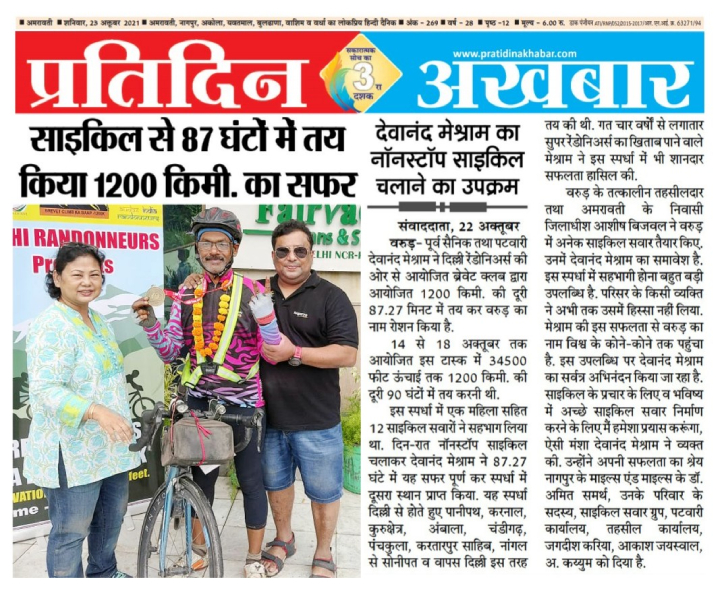 ■ अमरावती ■ शनिवार, 23 अक्टूबर 2021 ■ अमरावती, नागपुर, अकोला, यवतमाल, बुलढाणा, वाशिम व वर्धा का लोकप्रिय हिन्दी दैनिक ■ अंक - 269 ■ वर्ष - 28 ■ पृष्ठ -12 ■ मूल्य - 6.00 रु.
प्रतिदिन
सकारात्मक
सोच का
3 रा
दशक
www.pratidinakhabar.com
अखबार
साइकिल से 87 घंटों में तय
किया 1200 किमी. का सफर
HI RANDONNEURS
DELHI NCR
feet.
देवानंद मेश्राम का
नॉनस्टॉप साइकिल
चलाने का उपक्रम
संवाददाता, 22 अक्तूबर
वरुड़- पूर्व सैनिक तथा पटवारी
देवानंद मेश्राम ने दिल्ली रेंडोनिअर्स की
ओर से आयोजित ब्रेवेट क्लब द्वारा
आयोजित 1200 किमी. की दूरी
87.27 मिनट में तय कर वरुड़ का
नाम रोशन किया है.
14 से 18 अक्तूबर तक
आयोजित इस टास्क में 34500
फीट ऊंचाई तक 1200 किमी. की
दूरी 90 घंटों में तय करनी थी.
इस स्पर्धा में एक महिला सहित
12 साइकल सवारों ने सहभाग लिया
था. दिन-रात नॉनस्टॉप साइकल
चलाकर देवानंद मेश्राम ने 87.27
घंटे में यह सफर पूर्ण कर स्पर्धा में
दूसरा स्थान प्राप्त किया. यह स्पर्धा
दिल्ली से होते हुए पानीपथ, करनाल,
कुरुक्षेत्र, अंबाला, चंडीगढ़,
पंचकुला, करतारपुर साहिब, नांगल
से सोनीपत व वापस दिल्ली इस तरह
तय की थी. गत चार वर्षों से लगातार
सुपर रेंडोनिअर्स का खिताब पाने वाले
मेश्राम ने इस स्पर्धा में भी शानदार
सफलता हासिल की.
वरुड़ के तत्कालीन तहसीलदार
तथा अमरावती के निवासी
जिलाधीश आशीष बिजवल ने वरुड़
में अनेक साइकल सवार तैयार किए,
उनमें देवानंद मेश्राम का समावेश है.
इस स्पर्धा में सहभागी होना बहुत बड़ी
उपलब्धि है. परिसर के किसी व्यक्ति
ने अभी तक उसमें हिस्सा नहीं लिया.
मेश्राम की इस सफलता से वरुड़ का
नाम विश्व के कोने-कोने तक पहुंचा
है. इस उपलब्धि पर देवानंद मेश्राम
का सर्वत्र अभिनंदन किया जा रहा है.
साइकिल के प्रचार के लिए व भविष्य
में अच्छे साइकल सवार निर्माण
करने के लिए मैं हमेशा प्रयास करूंगा,
ऐसी मंशा देवानंद मेश्राम ने व्यक्त
की. उन्होंने अपनी सफलता का श्रेय
नागपुर के माइल्स एंड माइल्स के डॉ.
अमित समर्थ, उनके परिवार के
सदस्य, साइकिल सवार ग्रुप, पटवारी
कार्यालय, तहसील कार्यालय,
जगदीश करिया, आकाश जयस्वाल,
अ. कय्युम को दिया है.